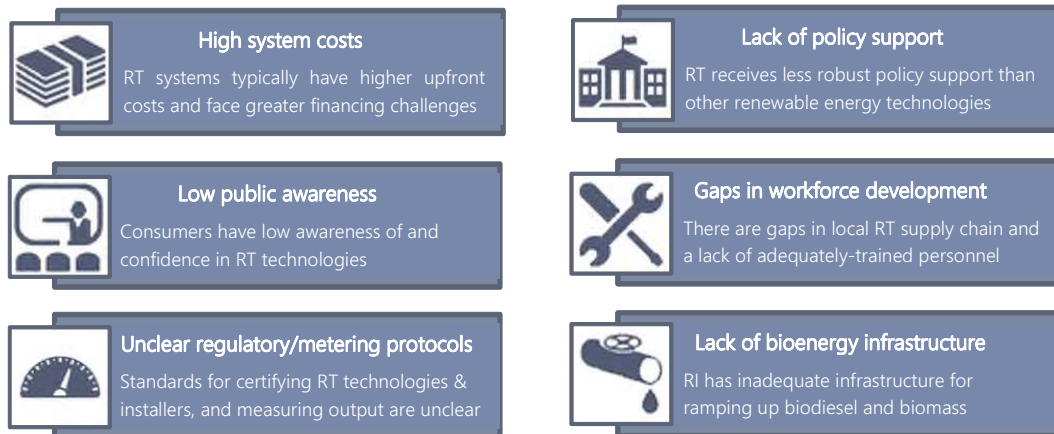 High system costs
RT systems typically have higher upfront
costs and face greater financing challenges
Lack of policy support
RT receives less robust policy support than
other renewable energy technologies
Low public awareness
Consumers have low awareness of and
confidence in RT technologies
Gaps in workforce development
There are gaps in local RT supply chain and
a lack of adequately-trained personnel
Unclear regulatory/metering protocols
Standards for certifying RT technologies &
installers, and measuring output are unclear
Lack of bioenergy infrastructure
RI has inadequate infrastructure for
ramping up biodiesel and biomass